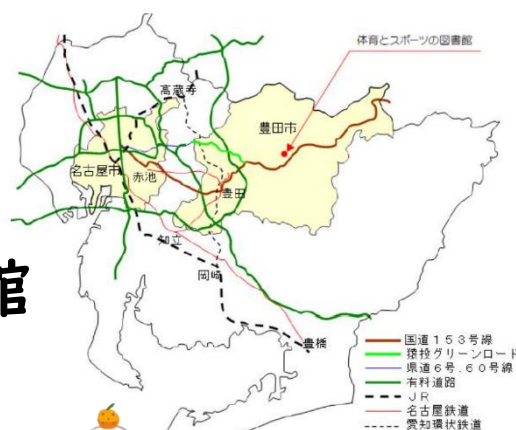 体育とスポーツの図書館
高蔵寺
豊田市
名古屋市
赤池
豊田
知立
岡崎
豊橋
館
国道153号線
猿投グリーンロード
県道6号.60号線
有料道路
JR
名古屋鉄道
愛知環状鉄道